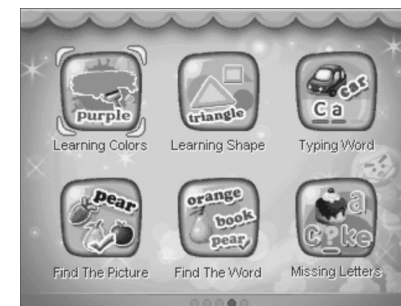 purple
Learning Colors
triangle
Learning Shape
car
Ca
Typing Word
pear
Find The Picture
orange
book
pear
Find The Word
a
C?ke
Missing Letters